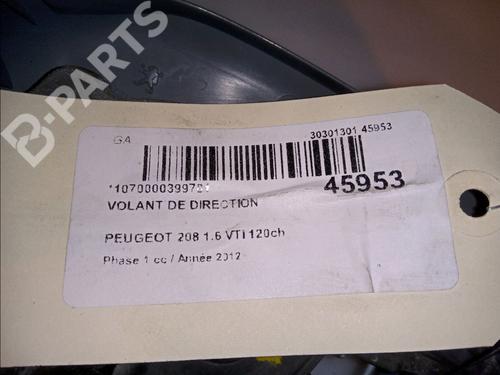 B-PARTS
GA
30301301 45953
45953
VOLANT DE DIRECTION
PEUGEOT 208 1.6 VTI 120ch
Phase 1 cc / Année 2012